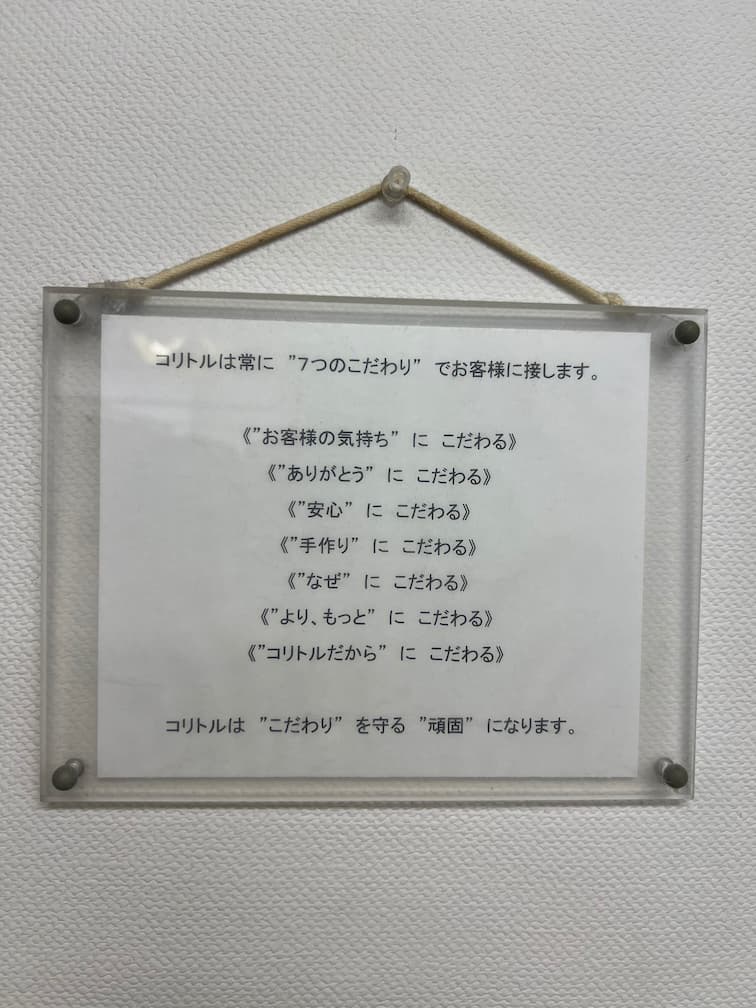 コリトルは常に ”７つのこだわり” でお客様に接します。
《”お客様の気持ち” に こだわる》
《”ありがとう” に こだわる》
《”安心” に こだわる》
《”手作り” に こだわる》
《”なぜ” に こだわる》
《”より、もっと” に こだわる》
《”コリトルだから” に こだわる》
コリトルは ”こだわり” を守る ”頑固” になります。